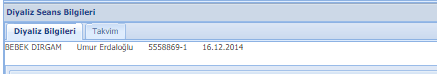 Diyaliz Seans Bilgileri
Diyaliz Bilgileri Takvim
BEBEK DIRGAM Umur Erdaloğlu 5558869-1 16.12.2014